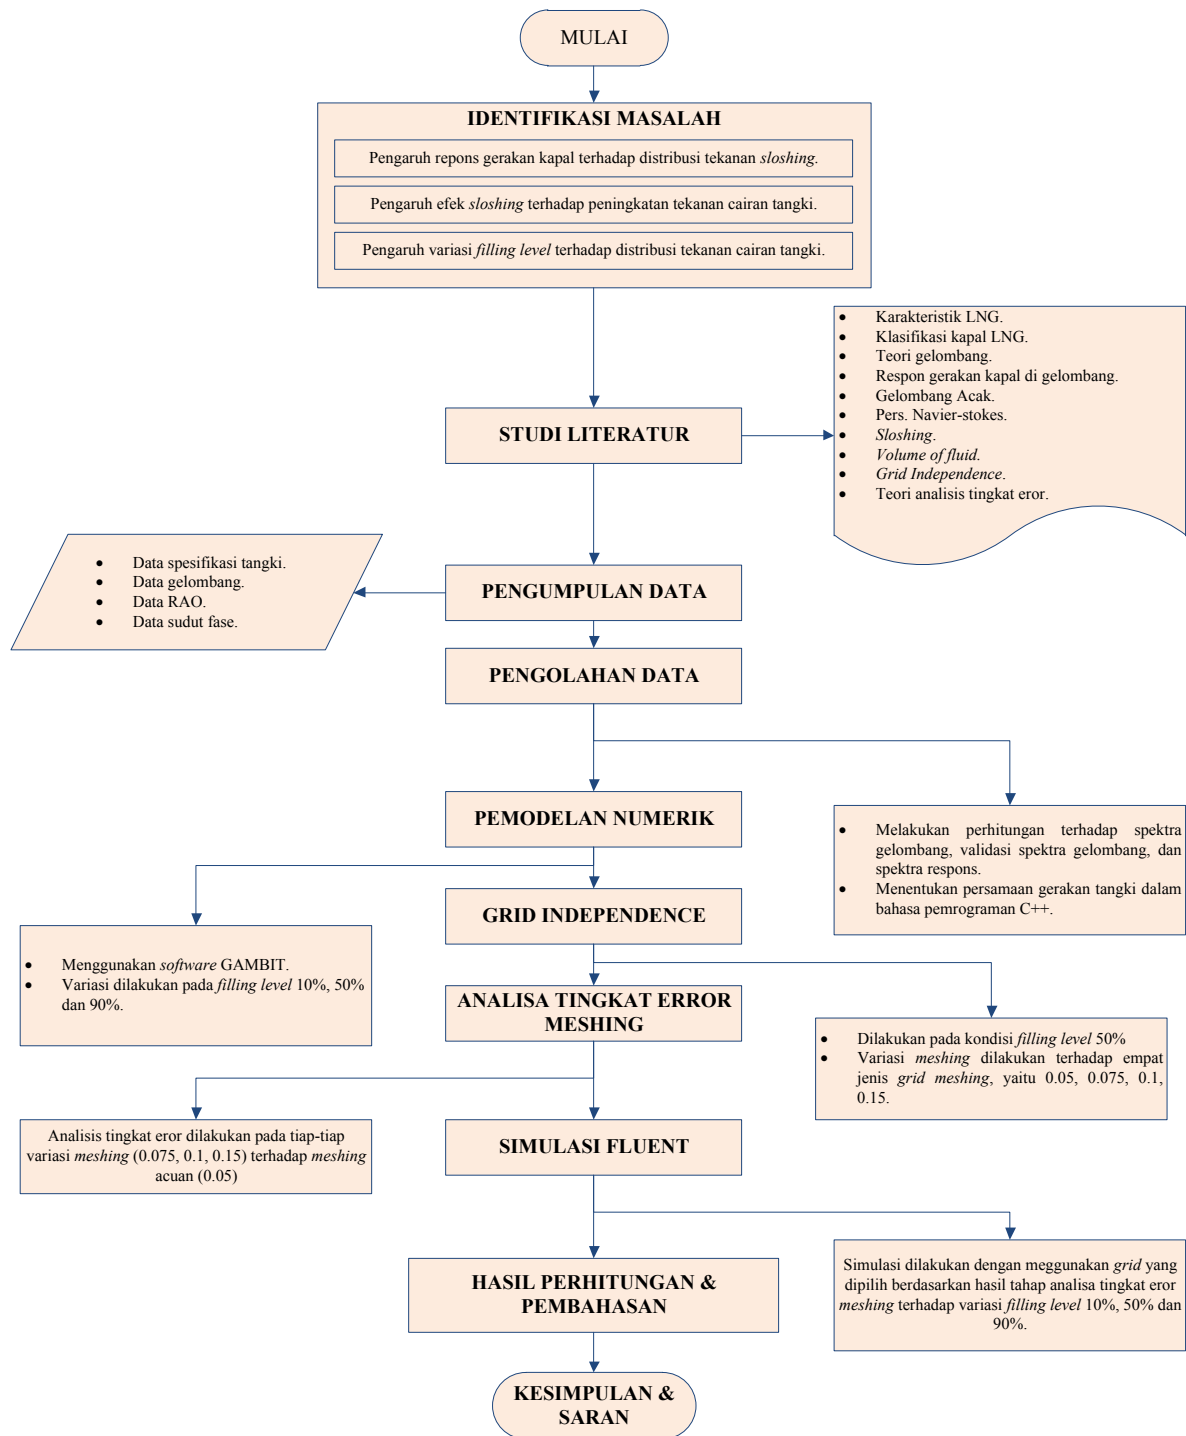 MULAI
IDENTIFIKASI MASALAH
Pengaruh repons gerakan kapal terhadap distribusi tekanan sloshing.
Pengaruh efek sloshing terhadap peningkatan tekanan cairan tangki.
Pengaruh variasi filling level terhadap distribusi tekanan cairan tangki.
• Karakteristik LNG.
• Klasifikasi kapal LNG.
• Teori gelombang.
• Respon gerakan kapal di gelombang.
• Gelombang Acak.
• Pers. Navier-stokes.
• Sloshing.
• Volume of fluid.
• Grid Independence.
• Teori analisis tingkat eror.
STUDI LITERATUR
• Data spesifikasi tangki.
• Data gelombang.
• Data RAO.
• Data sudut fase.
PENGUMPULAN DATA
PENGOLAHAN DATA
PEMODELAN NUMERIK
• Melakukan perhitungan terhadap spektra
gelombang, validasi spektra gelombang, dan
spektra respons.
• Menentukan persamaan gerakan tangki dalam
bahasa pemrograman C++.
GRID INDEPENDENCE
• Menggunakan software GAMBIT.
• Variasi dilakukan pada filling level 10%, 50%
dan 90%.
ANALISA TINGKAT ERROR
MESHING
• Dilakukan pada kondisi filling level 50%
• Variasi meshing dilakukan terhadap empat
jenis grid meshing, yaitu 0.05, 0.075, 0.1,
0.15.
Analisis tingkat eror dilakukan pada tiap-tiap
variasi meshing (0.075, 0.1, 0.15) terhadap meshing
acuan (0.05)
SIMULASI FLUENT
HASIL PERHITUNGAN &
PEMBAHASAN
Simulasi dilakukan dengan meggunakan grid yang
dipilih berdasarkan hasil tahap analisa tingkat eror
meshing terhadap variasi filling level 10%, 50% dan
90%.
KESIMPULAN &
SARAN